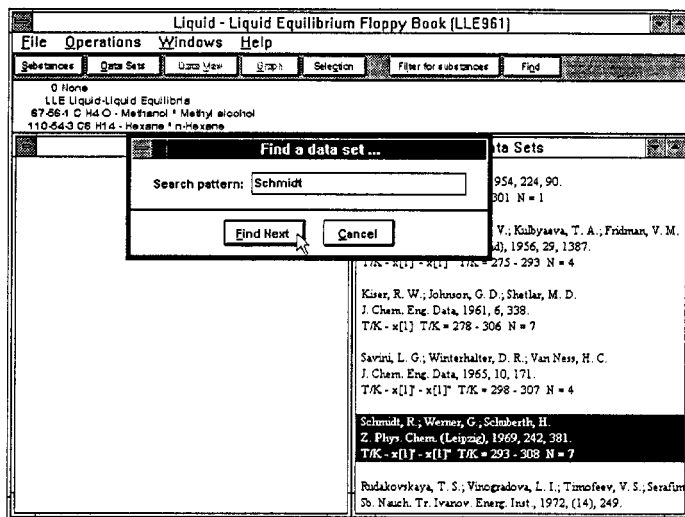 Liquid - Liquid Equilibrium Floppy Book (LLE961)
File Operations Windows Help
Substances Data Sets Data View Graph Selection Filter for substances Find
0 None
LLE Liquid-Liquid Equilibria
67-56-1 C H4 O - Methanol * Methyl alcohol
110-54-3 C6 H14 - Hexane * n-Hexane
Find a data set ...
ta Sets
Search pattern: Schmidt
Find Next Cancel
954, 224, 90.
301 N = 1
V.; Kulbyaeva, T. A.; Fridman, V. M.
d), 1956, 29, 1387.
T/K - x[1] - x[1] T/K = 275 - 293 N = 4
Kiser, R. W.; Johnson, G. D.; Shetlar, M. D.
J. Chem. Eng. Data, 1961, 6, 338.
T/K - x[1] T/K = 278 - 306 N = 7
Savini, L. G.; Winterhalter, D. R.; Van Ness, H. C.
J. Chem. Eng. Data, 1965, 10, 171.
T/K - x[1]' - x[1]" T/K = 298 - 307 N = 4
Schmidt, R.; Werner, G.; Schuberth, H.
Z. Phys. Chem. (Leipzig), 1969, 242, 381.
T/K - x[1]' - x[1]" T/K = 293 - 308 N = 7
Rudakovskaya, T. S.; Vinogradova, L. I.; Timofeev, V. S.; Serafim
Sb. Nauch. Tr. Ivanov. Energ. Inst., 1972, (14), 249.